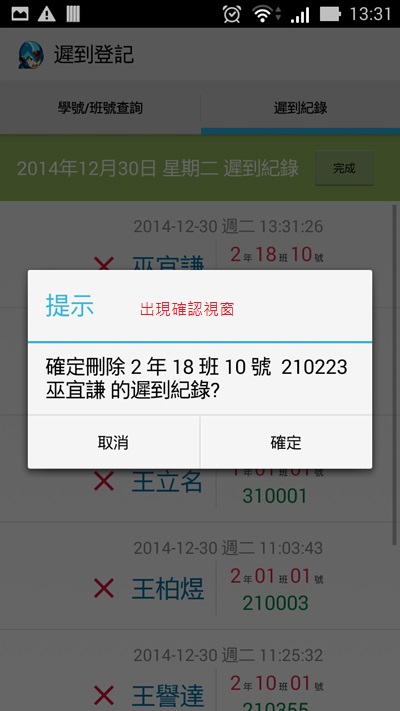 13:31
遲到登記
學號/班號查詢
遲到紀錄
2014年12月30日 星期二 遲到紀錄
完成
2014-12-30 週二 13:31:26
巫宜謙
2年18班10號
提示
出現確認視窗
確定刪除 2 年 18 班 10 號 210223
巫宜謙 的遲到紀錄?
取消
確定
王立名
1年01班01號
310001
2014-12-30 週二 11:03:43
王柏煜
2年01班01號
210003
2014-12-30 週二 11:25:32
王譽達
2年10班01號
210355